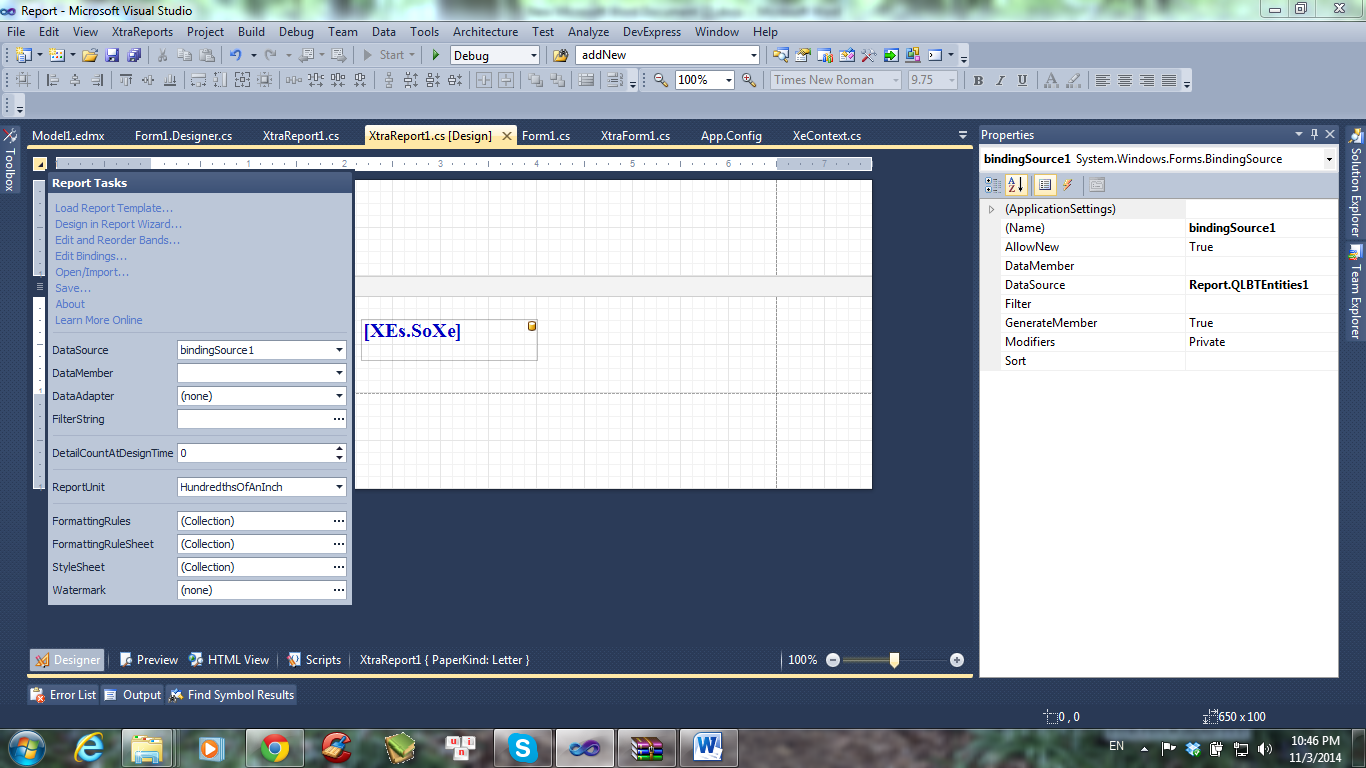 Report - Microsoft Visual Studio
File Edit View XtraReports Project Build Debug Team Data Tools Architecture Test Analyze DevExpress Window Help
Start Debug addNew
100% Times New Roman 9.75 B I U
Model1.edmx Form1.Designer.cs XtraReport1.cs XtraReport1.cs [Design] Form1.cs XtraForm1.cs App.Config XeContext.cs
Toolbox
1 2 3 4 5 6 7
Report Tasks
Load Report Template...
Design in Report Wizard...
Edit and Reorder Bands...
Edit Bindings...
Open/Import...
Save...
About
Learn More Online
DataSource bindingSource1
DataMember
DataAdapter (none)
FilterString
DetailCountAtDesignTime 0
ReportUnit HundredthsOfAnInch
FormattingRules (Collection)
FormattingRuleSheet (Collection)
StyleSheet (Collection)
Watermark (none)
[XEs.SoXe]
Designer Preview HTML View Scripts XtraReport1 { PaperKind: Letter } 100%
Properties
bindingSource1 System.Windows.Forms.BindingSource
(ApplicationSettings)
(Name) bindingSource1
AllowNew True
DataMember
DataSource Report.QLBTEntities1
Filter
GenerateMember True
Modifiers Private
Sort
Solution Explorer
Team Explorer
Error List Output Find Symbol Results
0 , 0 650 x 100
EN 10:46 PM
11/3/2014